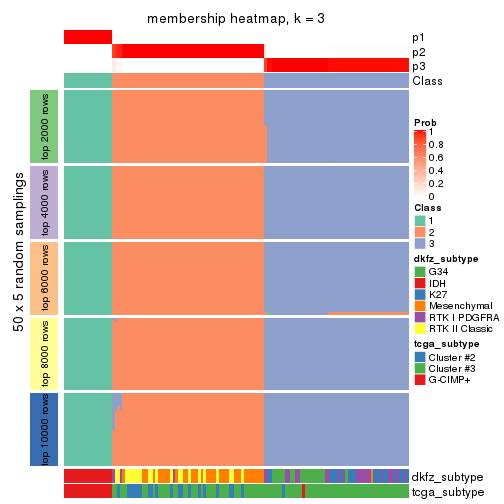 membership heatmap, k = 3
p1
p2
p3
Class
50 x 5 random samplings
top 2000 rows
top 4000 rows
top 6000 rows
top 8000 rows
top 10000 rows
dkfz_subtype
tcga_subtype
Prob
1
0.8
0.6
0.4
0.2
0
Class
1
2
3
dkfz_subtype
G34
IDH
K27
Mesenchymal
RTK I PDGFRA
RTK II Classic
tcga_subtype
Cluster #2
Cluster #3
G-CIMP+